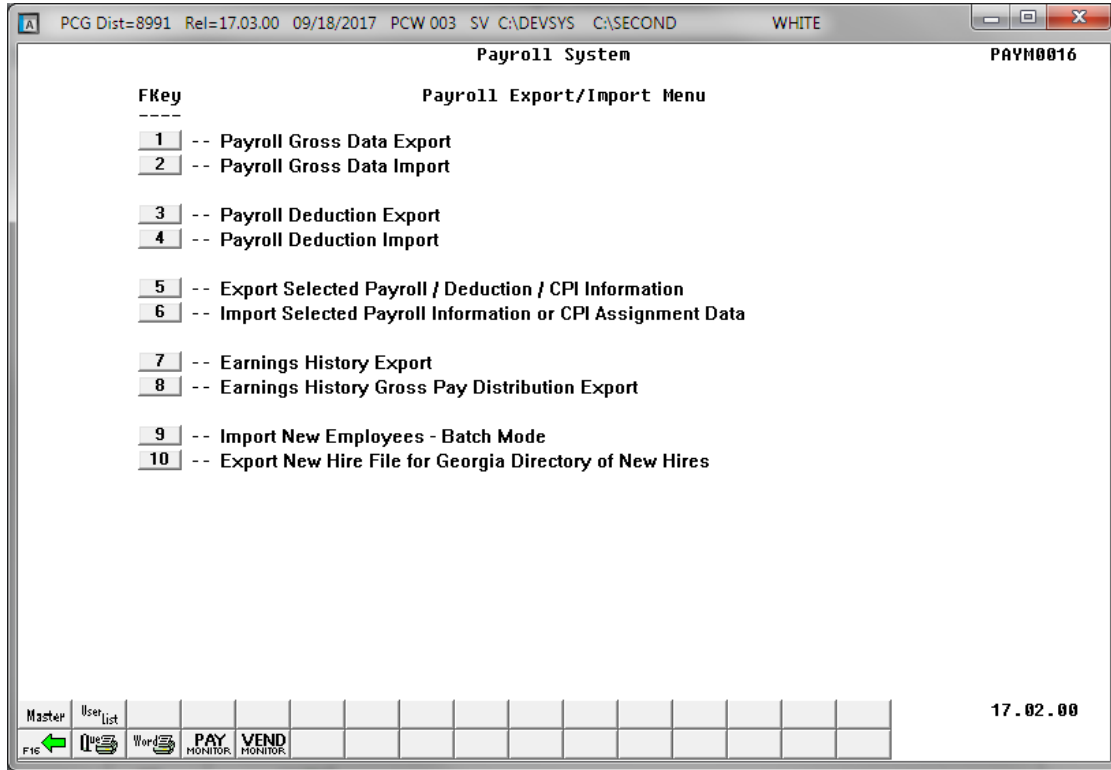 A PCG Dist=8991 Rel=17.03.00 09/18/2017 PCW 003 SV C:\DEVSYS C:\SECOND WHITE
Payroll System PAYM0016
FKey Payroll Export/Import Menu
----
1 -- Payroll Gross Data Export
2 -- Payroll Gross Data Import
3 -- Payroll Deduction Export
4 -- Payroll Deduction Import
5 -- Export Selected Payroll / Deduction / CPI Information
6 -- Import Selected Payroll Information or CPI Assignment Data
7 -- Earnings History Export
8 -- Earnings History Gross Pay Distribution Export
9 -- Import New Employees - Batch Mode
10 -- Export New Hire File for Georgia Directory of New Hires
Master User List 17.02.00
F16 Que Word PAY MONITOR VEND MONITOR